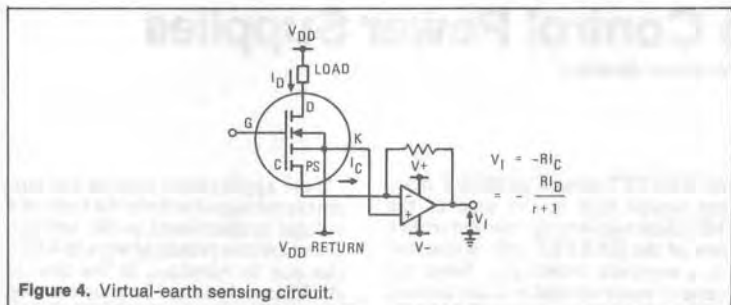 Control Power Supplies
V_DD
LOAD
I_D
D
G
K
I_C
C
PS
V+
+
V_I
V–
V_DD RETURN
V_I = -RI_C
= - RI_D / r+1
Figure 4. Virtual-earth sensing circuit.